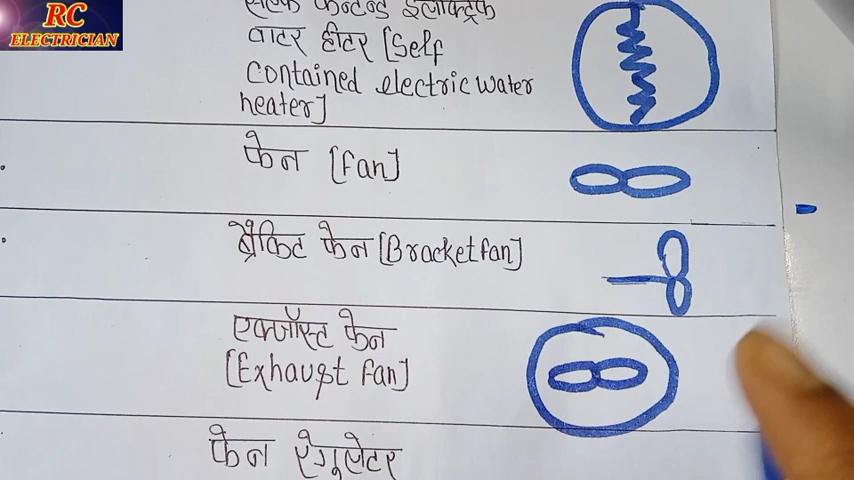 RC
ELECTRICIAN
सेल्फ कन्टेन्ड इलैक्ट्रिक
वाटर हीटर [Self
Contained electric water
heater]
फेन [fan]
ब्रैकिट फेन [Bracket fan]
एक्जॉस्ट फेन
[Exhaust fan]
फेन रेगूलेटर